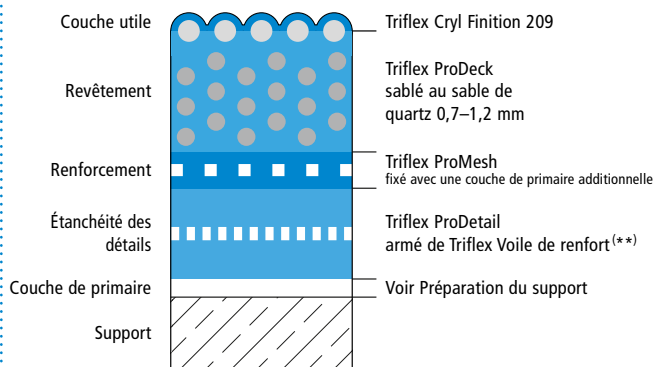 Couche utile
Triflex Cryl Finition 209
Revêtement
Triflex ProDeck
sablé au sable de
quartz 0,7–1,2 mm
Renforcement
Triflex ProMesh
fixé avec une couche de primaire additionnelle
Étanchéité des
détails
Triflex ProDetail
armé de Triflex Voile de renfort(**)
Couche de primaire
Voir Préparation du support
Support